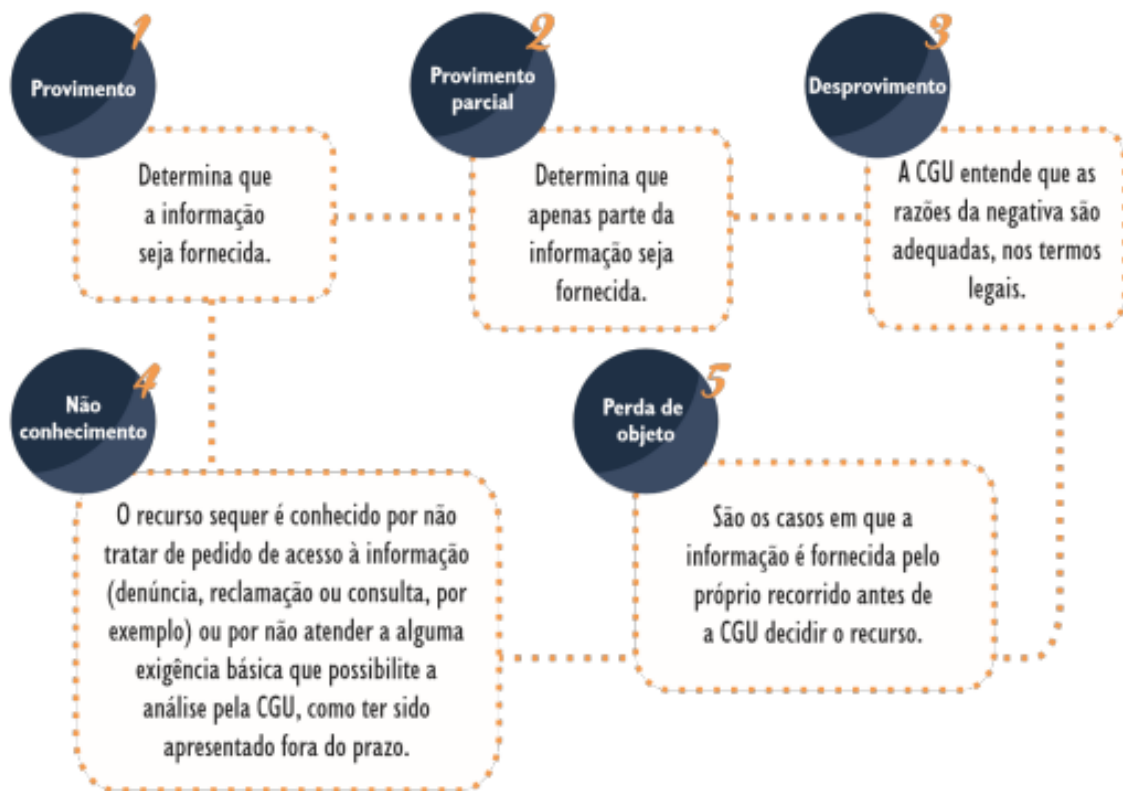 1
Provimento
Determina que
a informação
seja fornecida.
2
Provimento
parcial
Determina que
apenas parte da
informação seja
fornecida.
3
Desprovimento
A CGU entende que as
razões da negativa são
adequadas, nos termos
legais.
4
Não
conhecimento
O recurso sequer é conhecido por não
tratar de pedido de acesso à informação
(denúncia, reclamação ou consulta, por
exemplo) ou por não atender a alguma
exigência básica que possibilite a
análise pela CGU, como ter sido
apresentado fora do prazo.
5
Perda de
objeto
São os casos em que a
informação é fornecida pelo
próprio recorrido antes de
a CGU decidir o recurso.